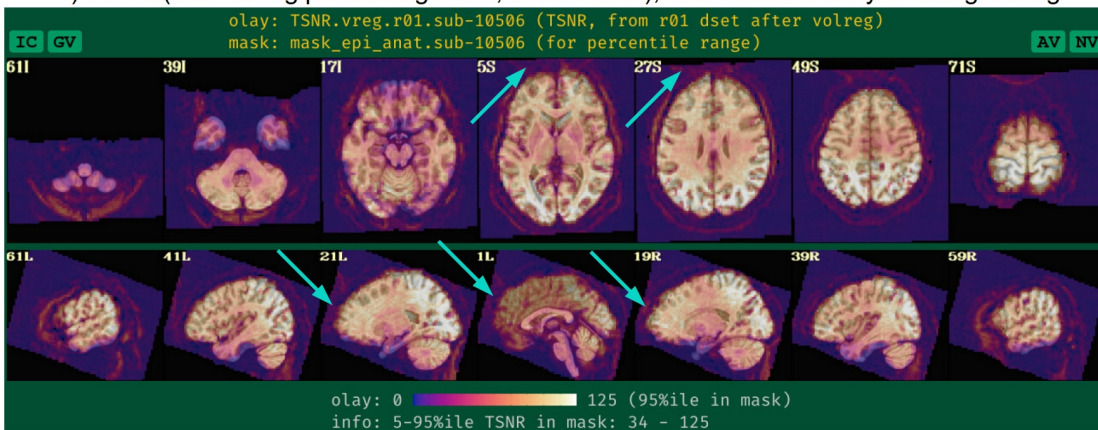 olay: TSNR.vreg.r01.sub-10506 (TSNR, from r01 dset after volreg)
IC GV mask: mask_epi_anat.sub-10506 (for percentile range) AV NV
61I 39I 17I 5S 27S 49S 71S
61L 41L 21L 1L 19R 39R 59R
olay: 0 125 (95%ile in mask)
info: 5-95%ile TSNR in mask: 34 - 125